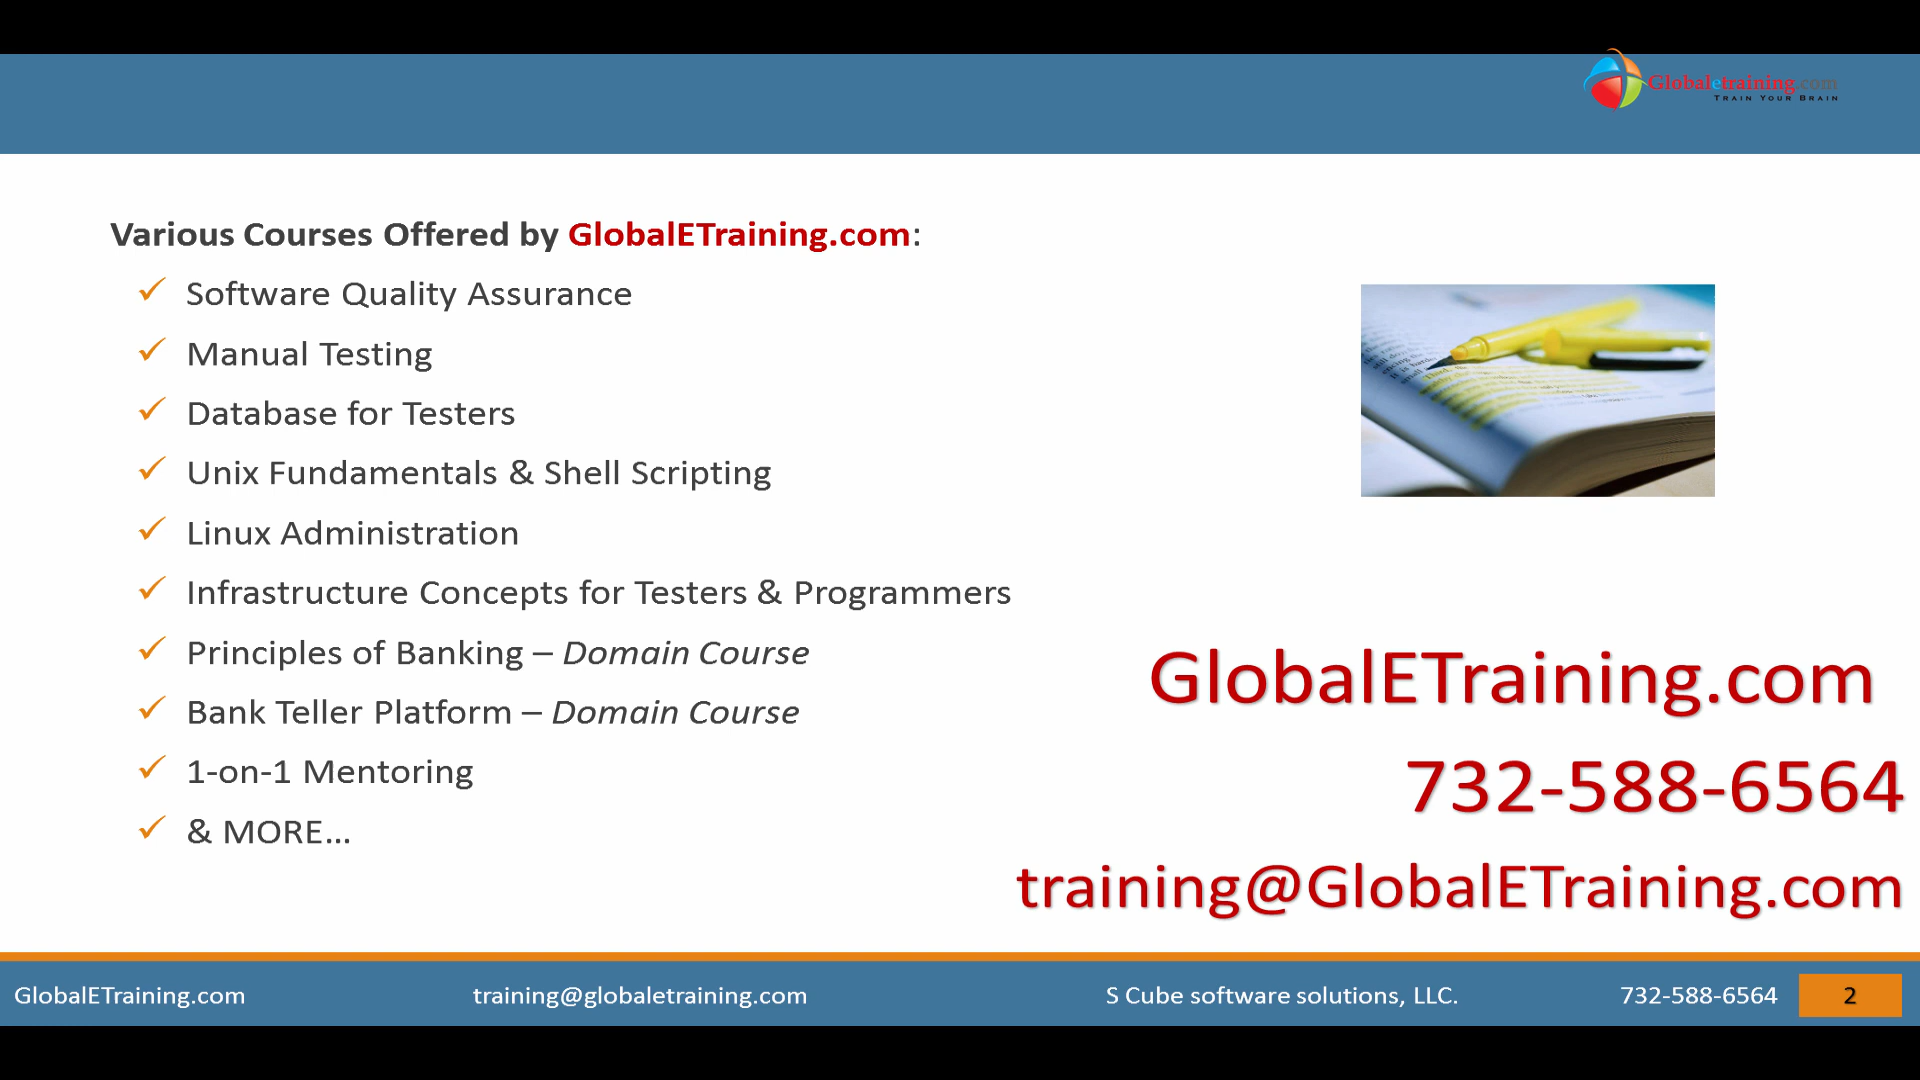 Globaletraining.com
Train Your Brain
Various Courses Offered by GlobalETraining.com:
✓ Software Quality Assurance
✓ Manual Testing
✓ Database for Testers
✓ Unix Fundamentals & Shell Scripting
✓ Linux Administration
✓ Infrastructure Concepts for Testers & Programmers
✓ Principles of Banking – Domain Course
✓ Bank Teller Platform – Domain Course
✓ 1-on-1 Mentoring
✓ & MORE...
GlobalETraining.com
732-588-6564
training@GlobalETraining.com
GlobalETraining.com training@globaletraining.com S Cube software solutions, LLC. 732-588-6564 2